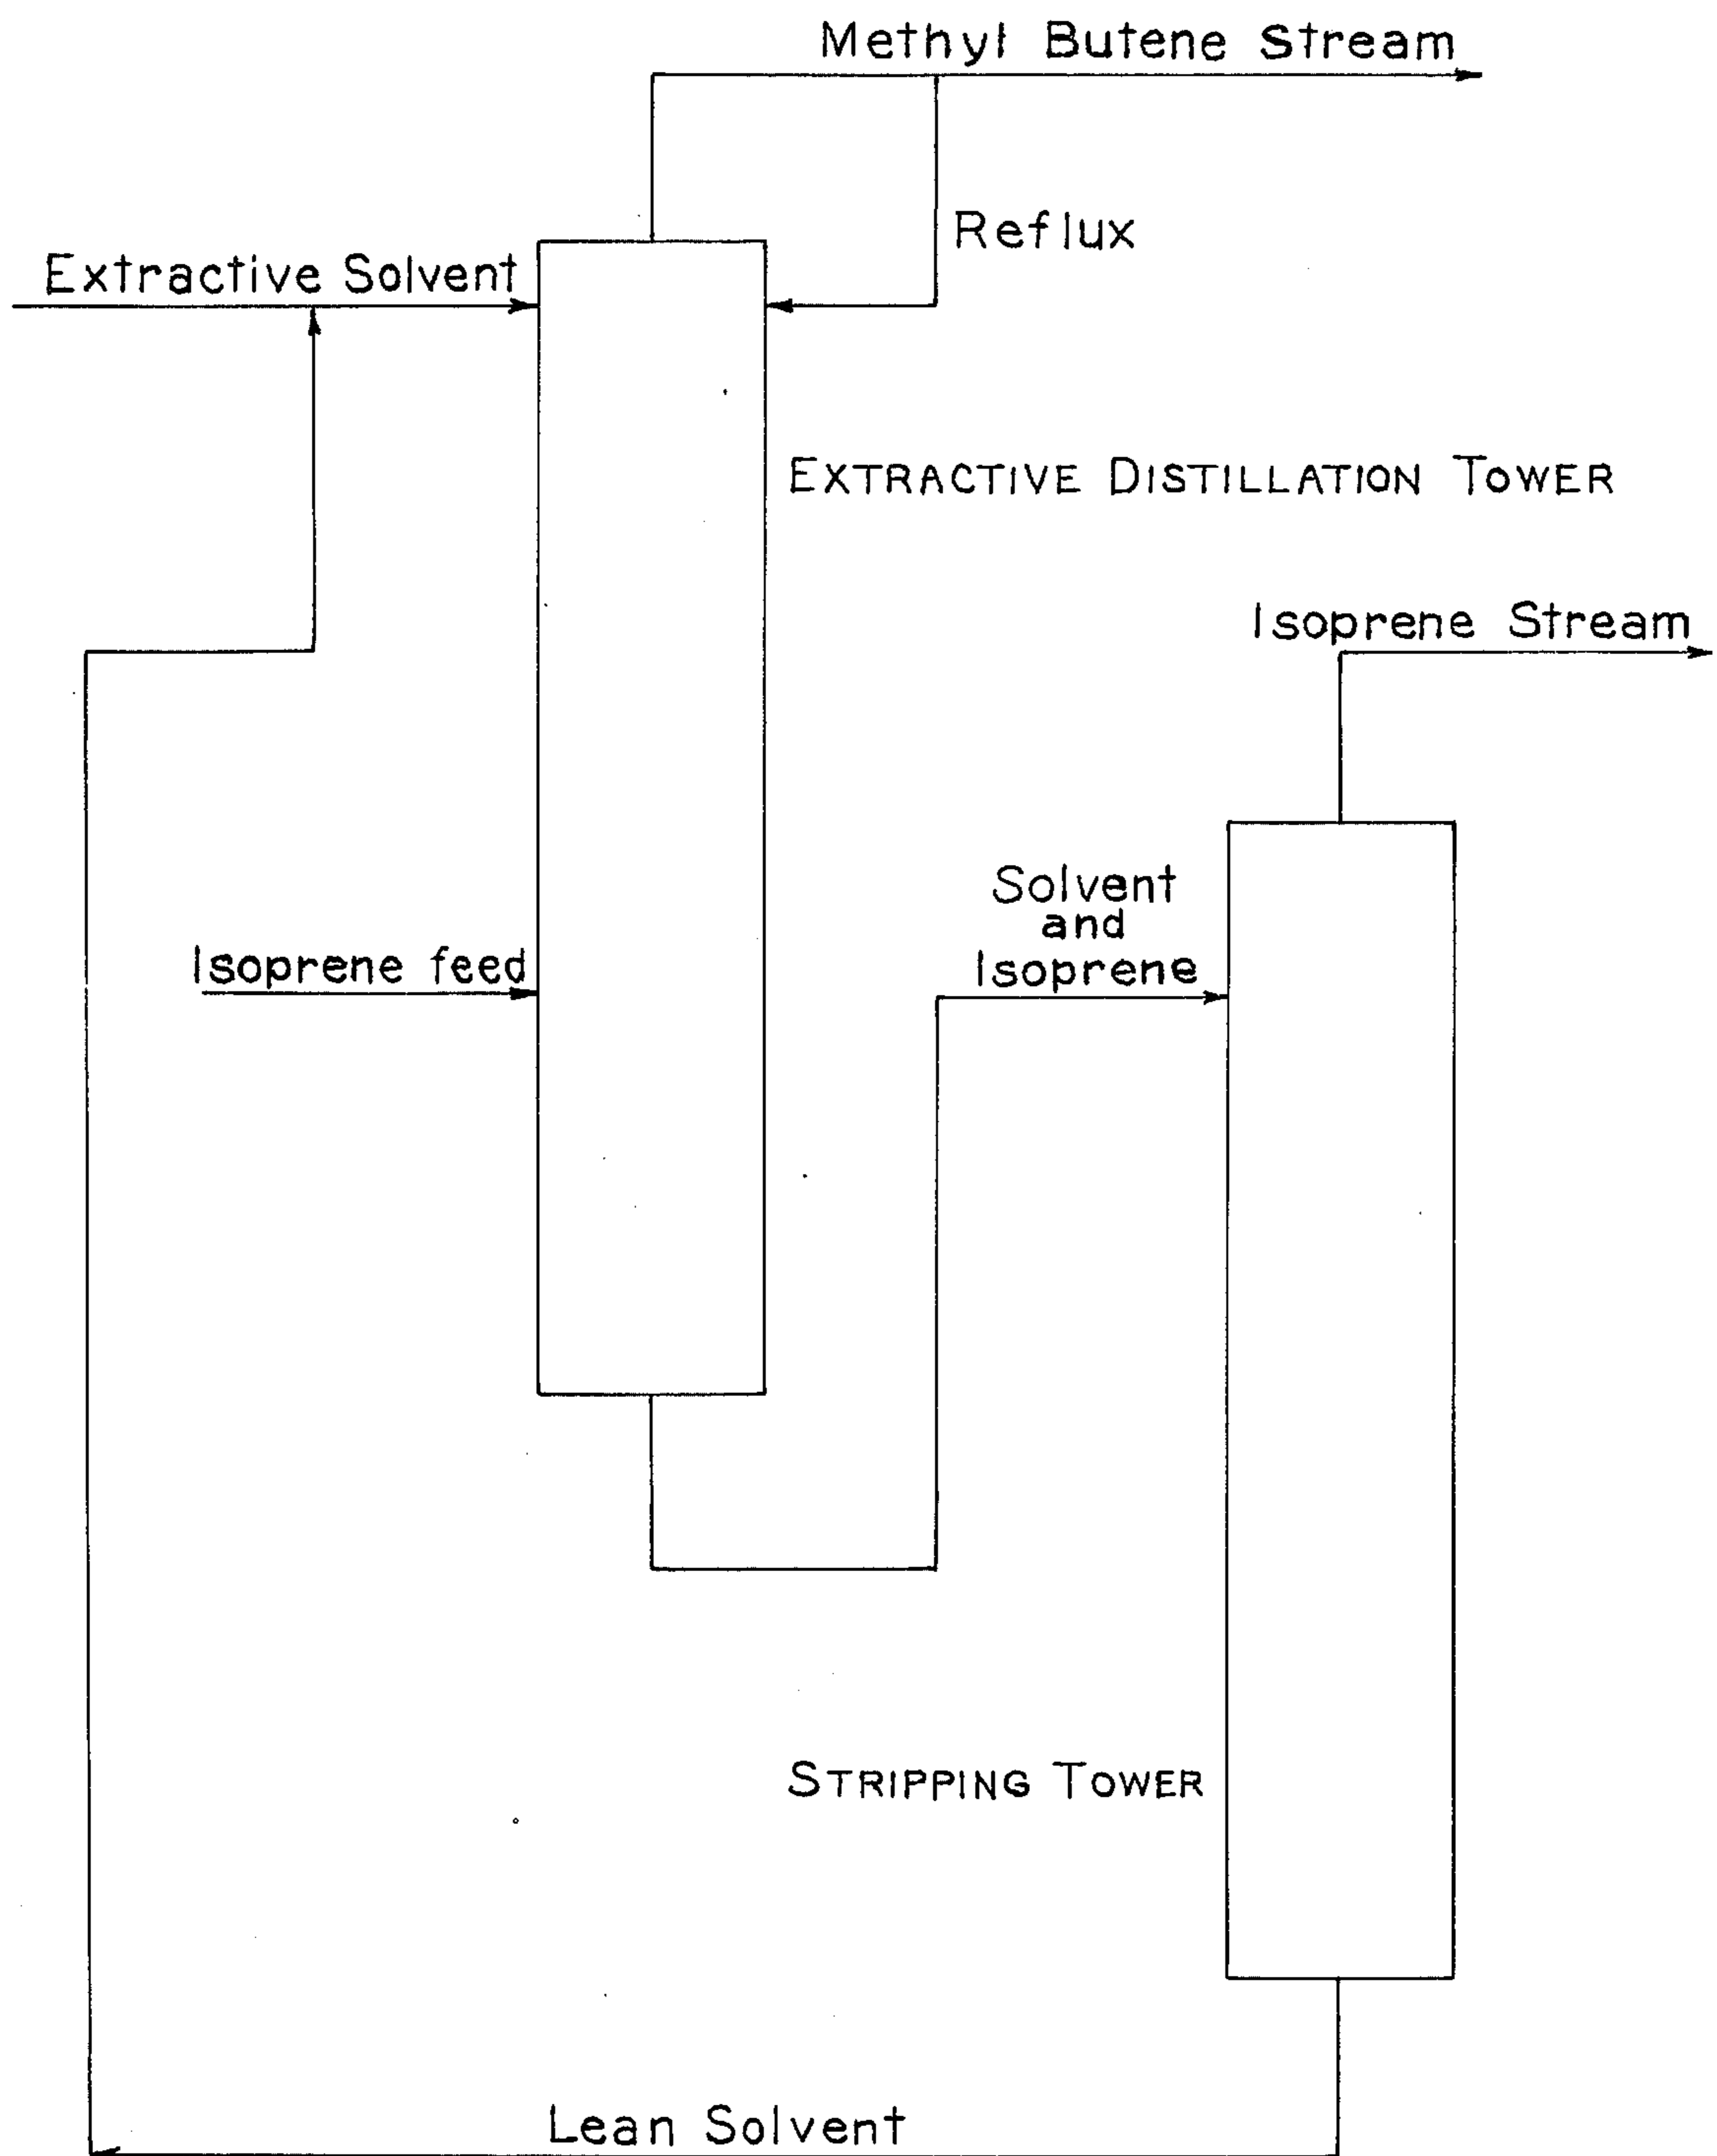 Methyl Butene Stream
Reflux
Extractive Solvent
EXTRACTIVE DISTILLATION TOWER
Isoprene Stream
Solvent
and
Isoprene
Isoprene feed
STRIPPING TOWER
Lean Solvent